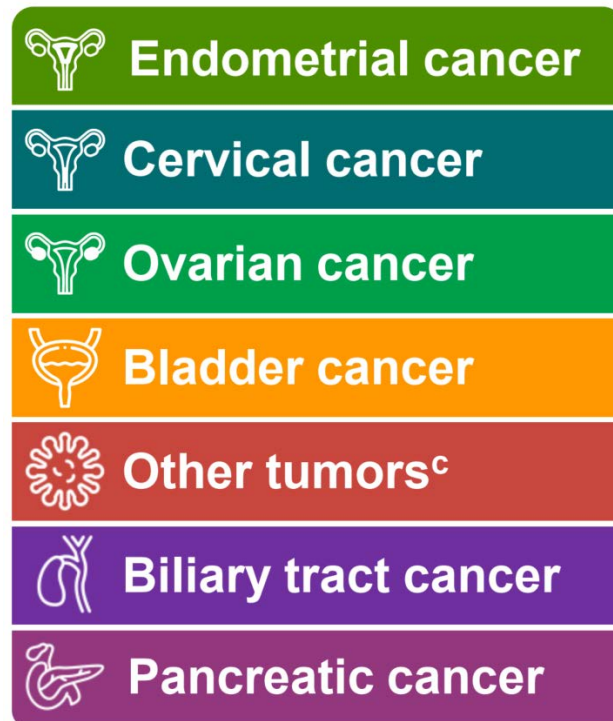 Endometrial cancer
Cervical cancer
Ovarian cancer
Bladder cancer
Other tumorsᶜ
Biliary tract cancer
Pancreatic cancer